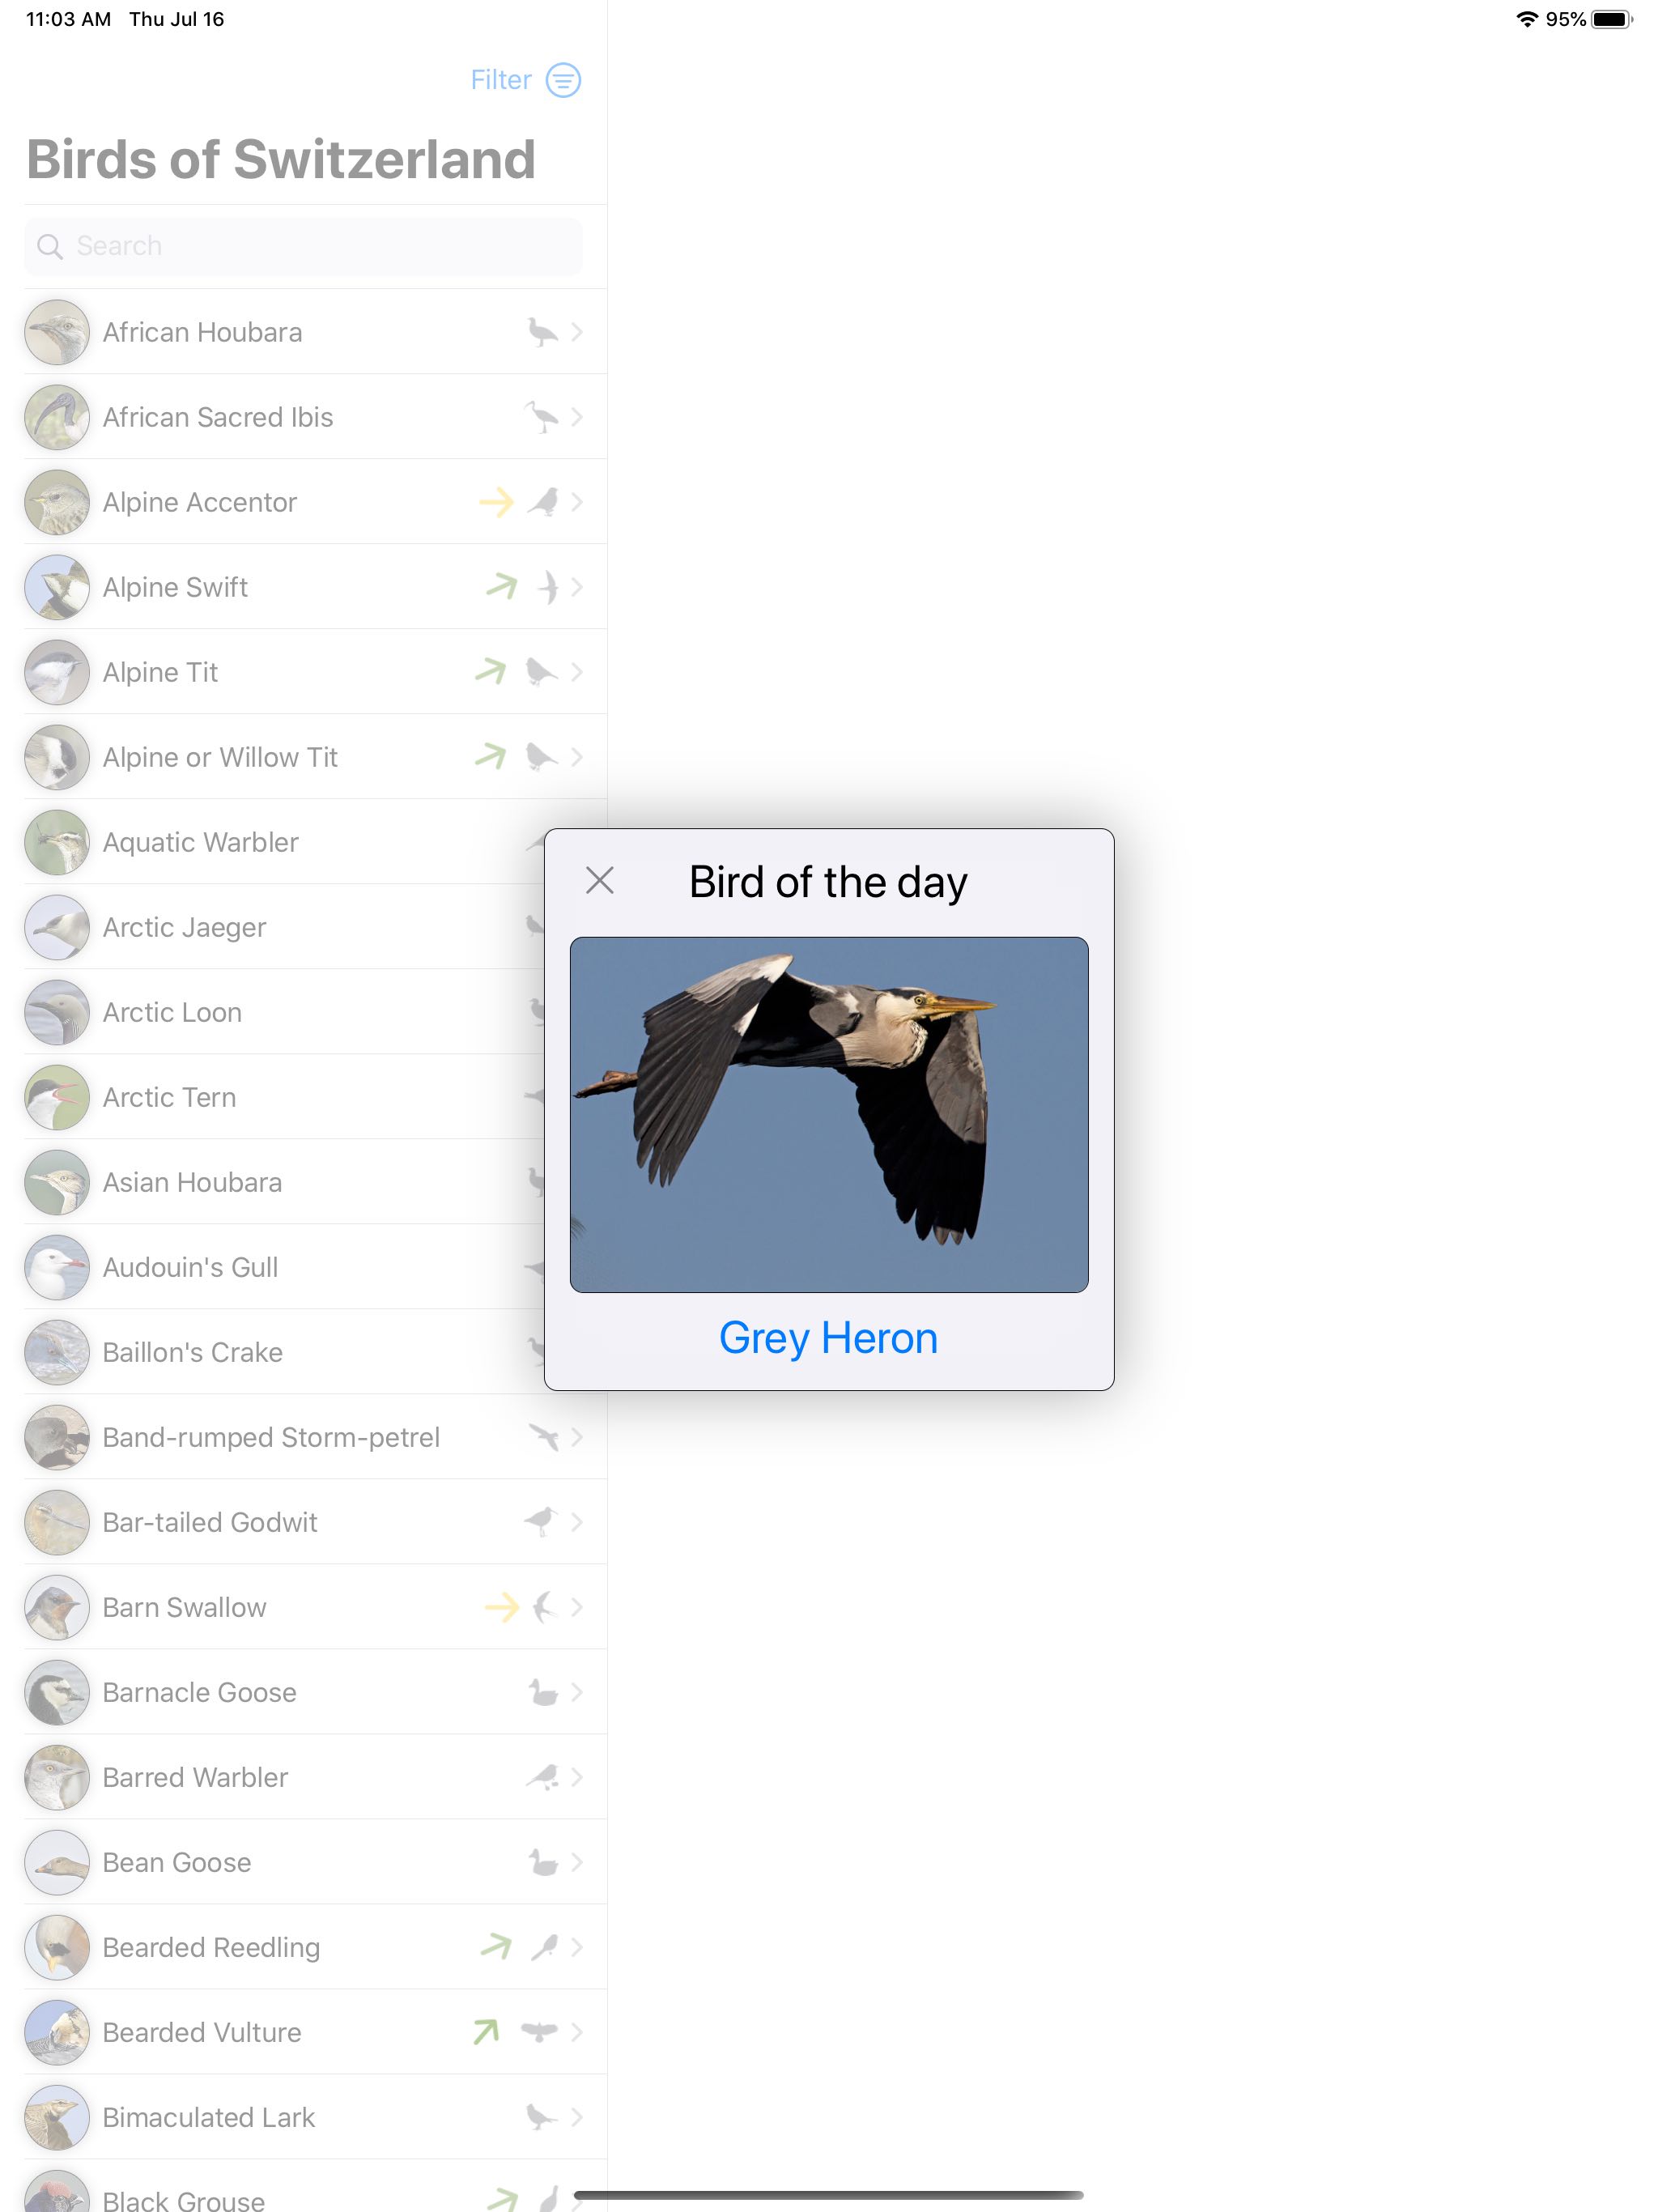 11:03 AM Thu Jul 16
95%
Filter
Birds of Switzerland
Search
African Houbara
African Sacred Ibis
Alpine Accentor
Alpine Swift
Alpine Tit
Alpine or Willow Tit
Aquatic Warbler
Arctic Jaeger
Arctic Loon
Arctic Tern
Asian Houbara
Audouin's Gull
Baillon's Crake
Band-rumped Storm-petrel
Bar-tailed Godwit
Barn Swallow
Barnacle Goose
Barred Warbler
Bean Goose
Bearded Reedling
Bearded Vulture
Bimaculated Lark
Black Grouse
Bird of the day
Grey Heron